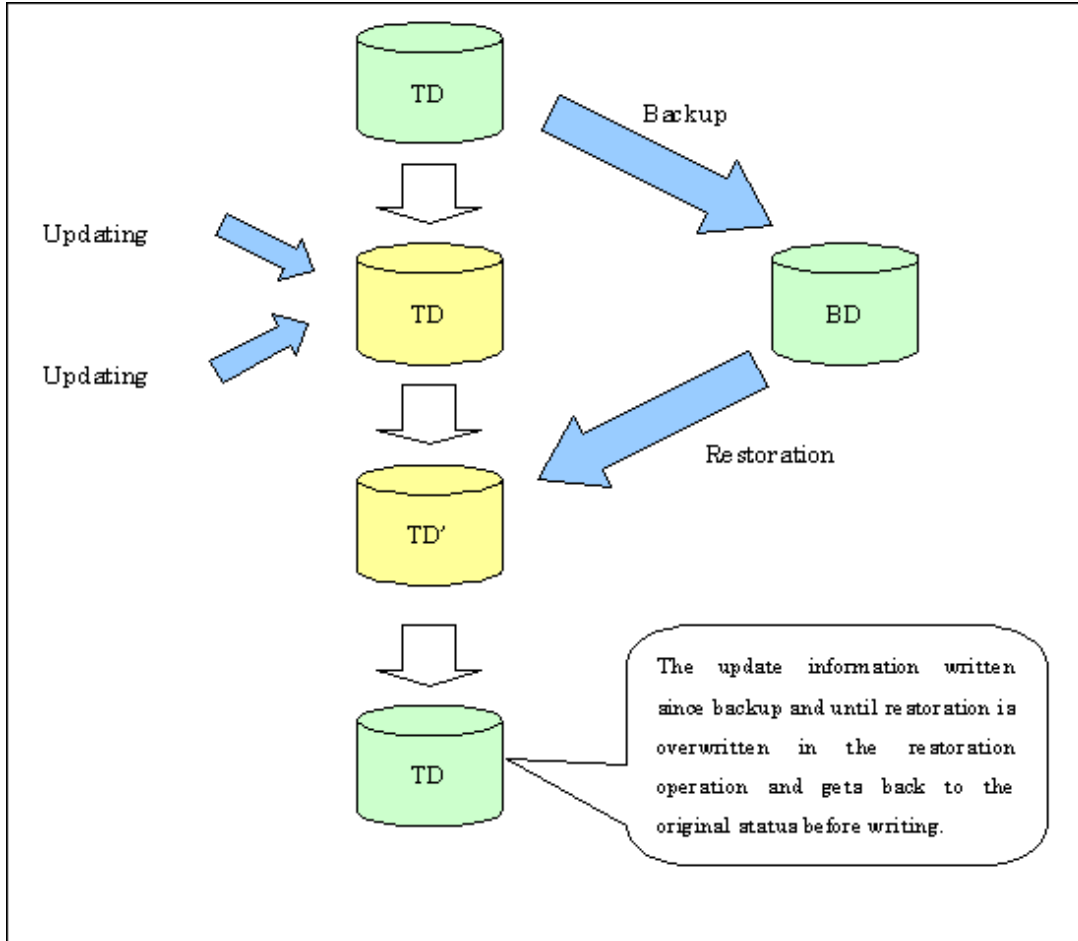 TD
Backup
Updating
TD
BD
Updating
Restoration
TD'
The update information written
since backup and until restoration is
overwritten in the restoration
operation and gets back to the
original status before writing.
TD